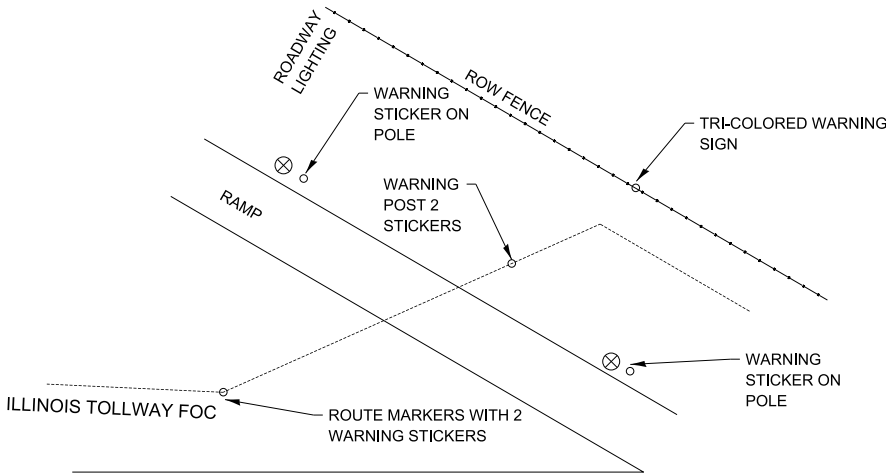 ROADWAY
LIGHTING
ROW FENCE
WARNING
STICKER ON
POLE
TRI-COLORED WARNING
SIGN
WARNING
POST 2
STICKERS
RAMP
WARNING
STICKER ON
POLE
ILLINOIS TOLLWAY FOC
ROUTE MARKERS WITH 2
WARNING STICKERS